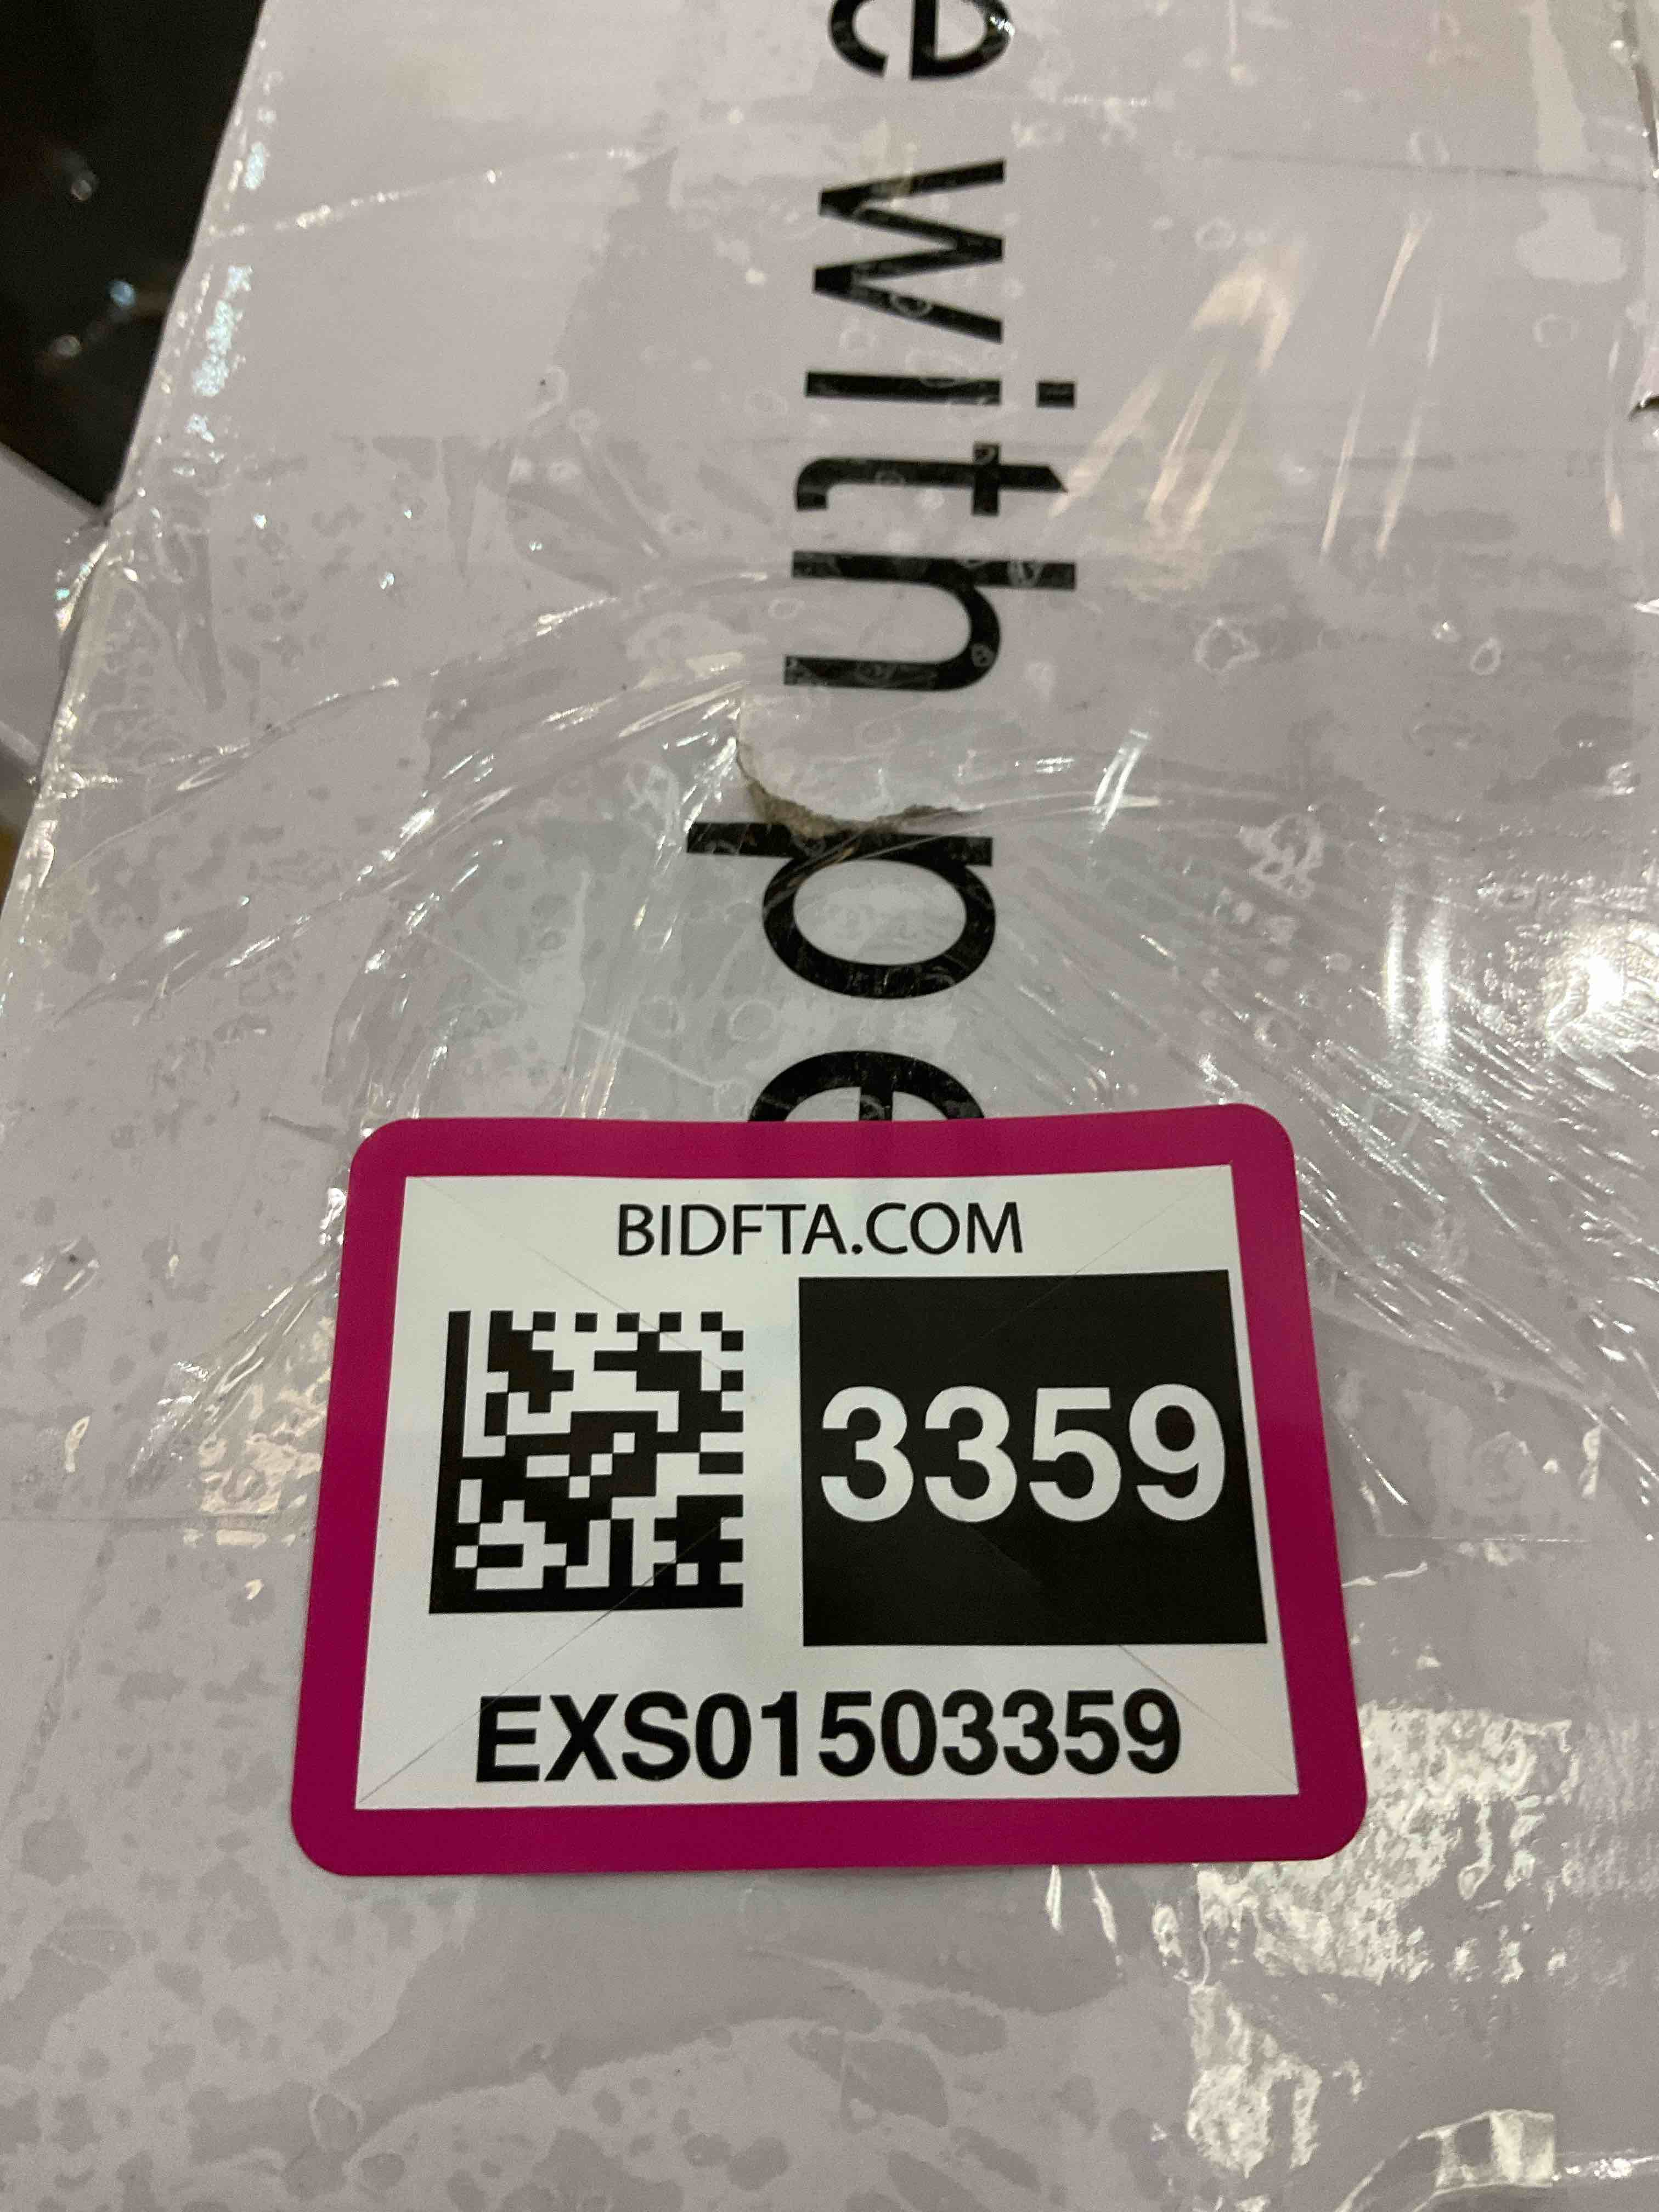 e with pe
BIDFTA.COM
3359
EXS01503359